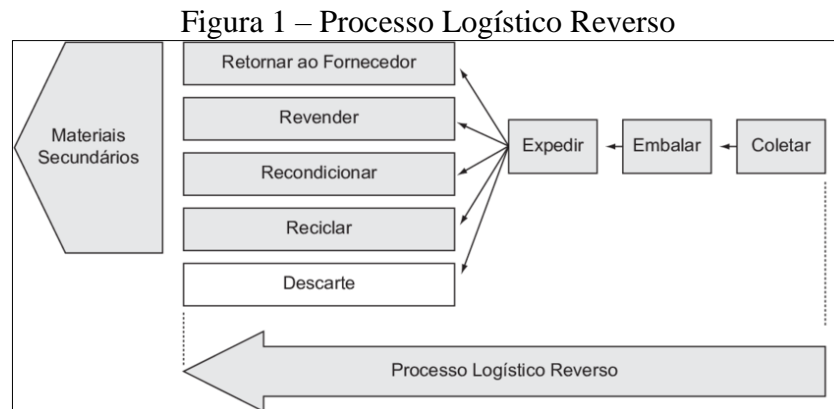 Figura 1 – Processo Logístico Reverso
Retornar ao Fornecedor
Revender
Materiais
Secundários
Expedir
Embalar
Coletar
Recondicionar
Reciclar
Descarte
Processo Logístico Reverso